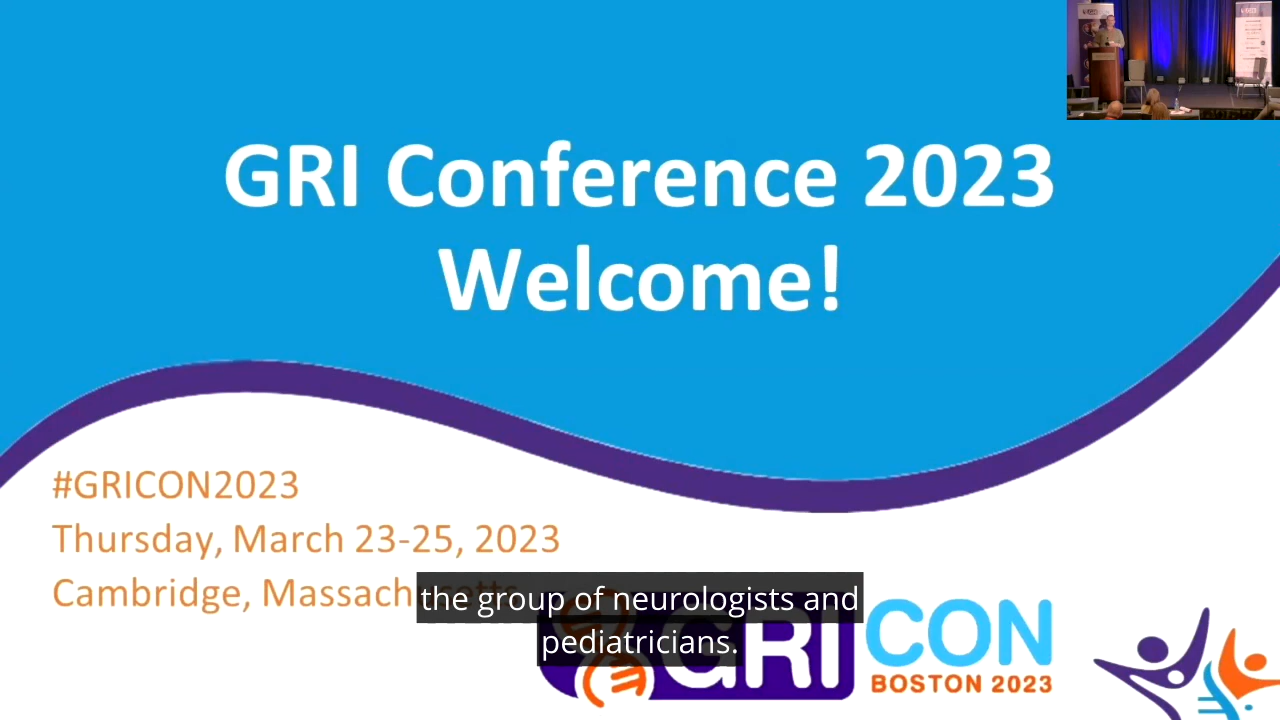 GRI Conference 2023
Welcome!
#GRICON2023
Thursday, March 23-25, 2023
Cambridge, Massachusetts
the group of neurologists and
pediatricians.
GRI CON
BOSTON 2023